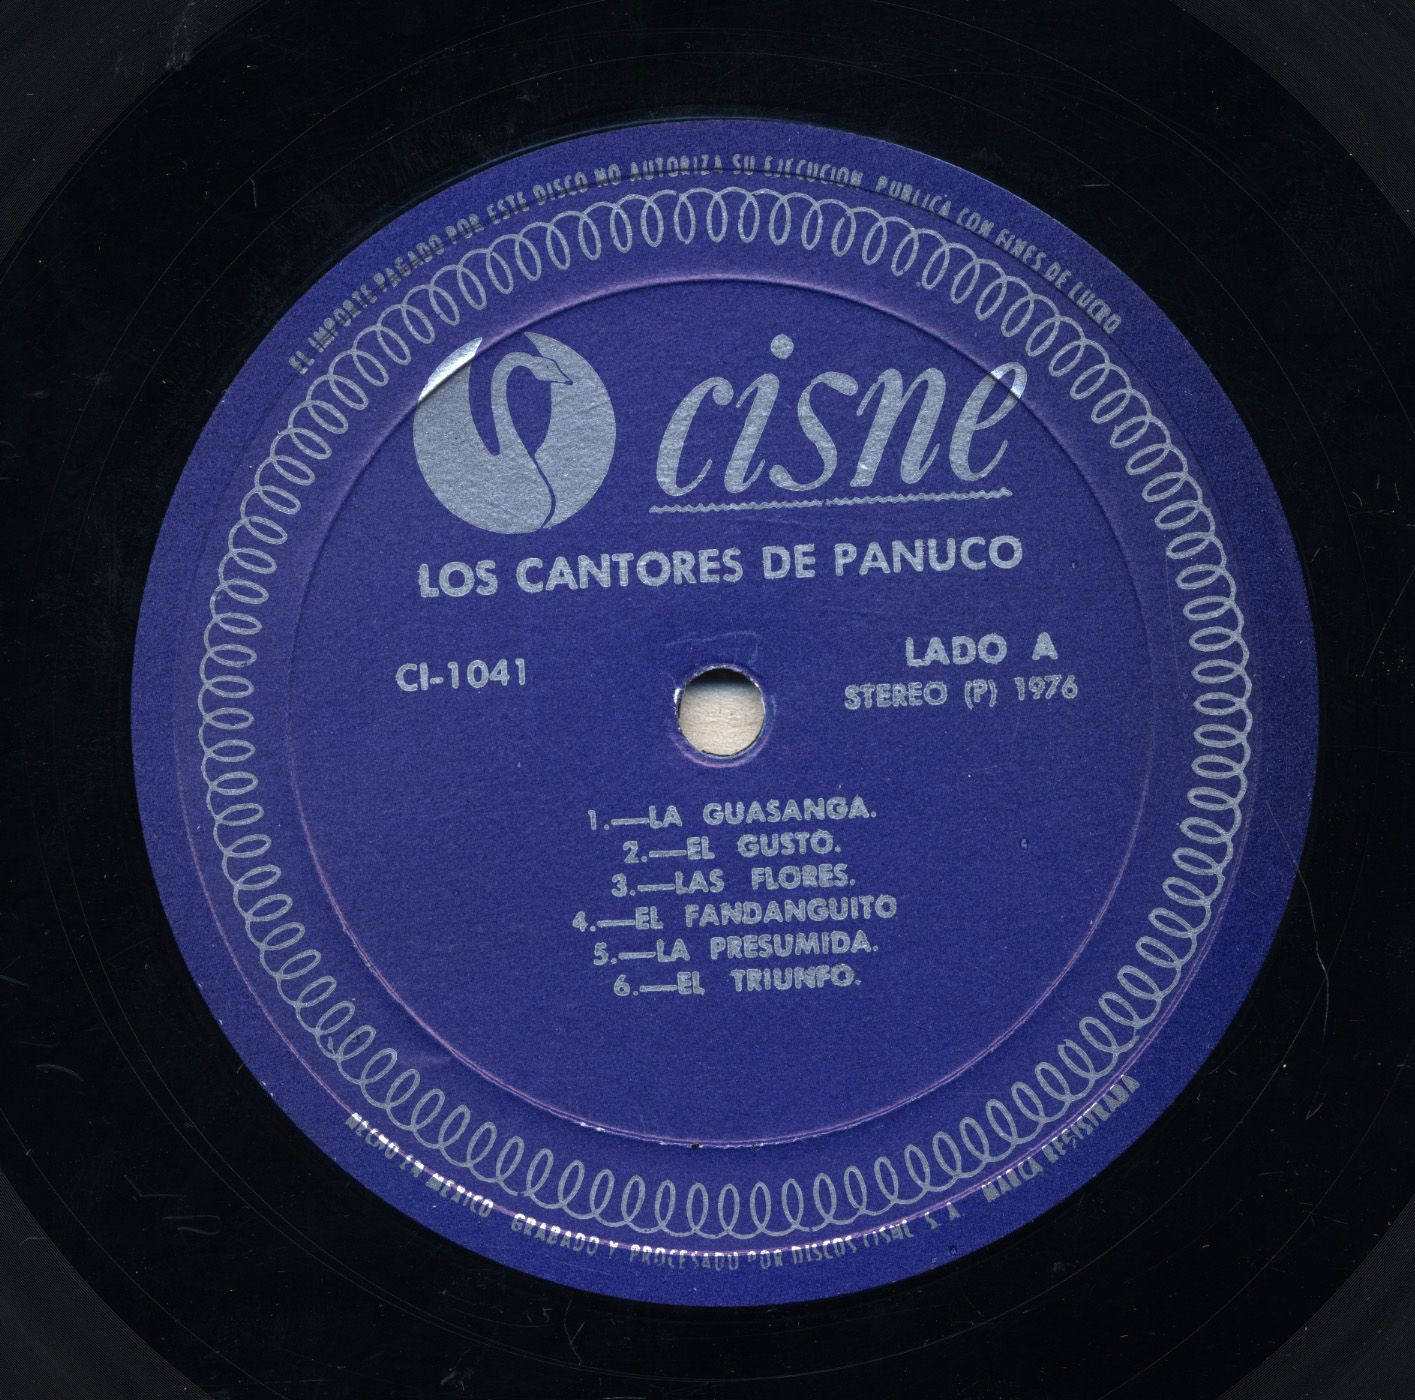 EL IMPORTE PAGADO POR ESTE DISCO NO AUTORIZA SU EJECUCION PUBLICA CON FINES DE LUCRO
cisne
LOS CANTORES DE PANUCO
CI-1041
LADO A
STEREO (P) 1976
1.—LA GUASANGA.
2.—EL GUSTO.
3.—LAS FLORES.
4.—EL FANDANGUITO
5.—LA PRESUMIDA.
6.—EL TRIUNFO.
HECHO EN MEXICO GRABADO Y PROCESADO POR DISCOS CISNE, S. A. MARCA REGISTRADA